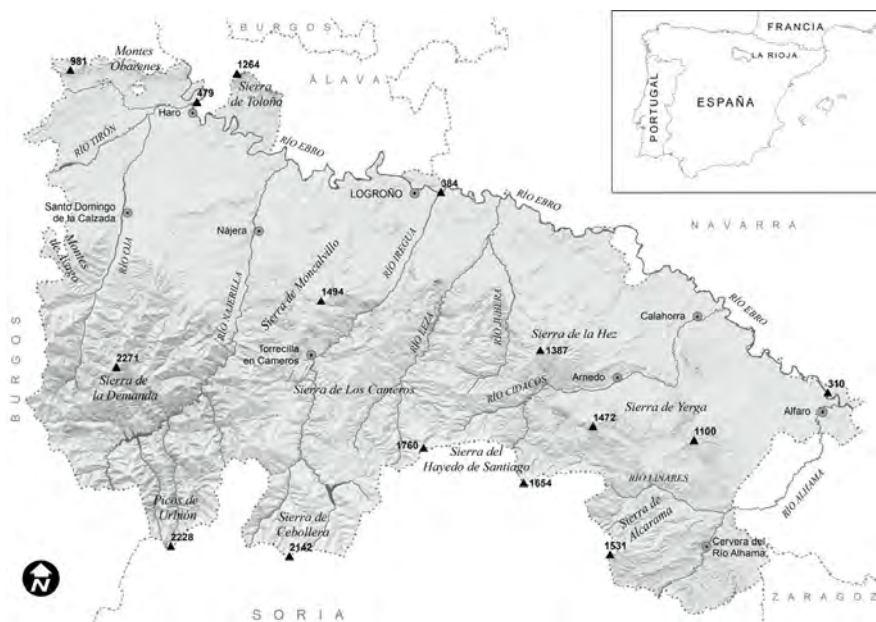 BURGOS
981
Montes
Obarenes
1264
ÁLAVA
Sierra
de Toloño
479
Haro
RÍO TIRÓN
RÍO EBRO
LOGROÑO
384
RÍO EBRO
Santo Domingo
de la Calzada
Nájera
Montes
de Ayago
RÍO OJA
RÍO NAJERILLA
Sierra de Moncalvillo
1494
RÍO IREGUA
RÍO LEZA
RÍO JUBERA
NAVARRA
RÍO EBRO
Calahorra
Sierra de la Hez
1387
Torrecilla
en Cameros
BURGOS
2271
Sierra de
la Demanda
Sierra de Los Cameros
RÍO CIDACOS
Arnedo
310
Alfaro
1472
Sierra de Yerga
1100
1760
Sierra del
Hayedo de Santiago
1654
RÍO LINARES
RÍO ALHAMA
Picos de
Urbión
2228
Sierra de
Cebollera
2142
Sierra de
Alcarama
1531
Cervera del
Río Alhama
N
SORIA
ZARAGOZ
FRANCIA
LA RIOJA
PORTUGAL
ESPAÑA